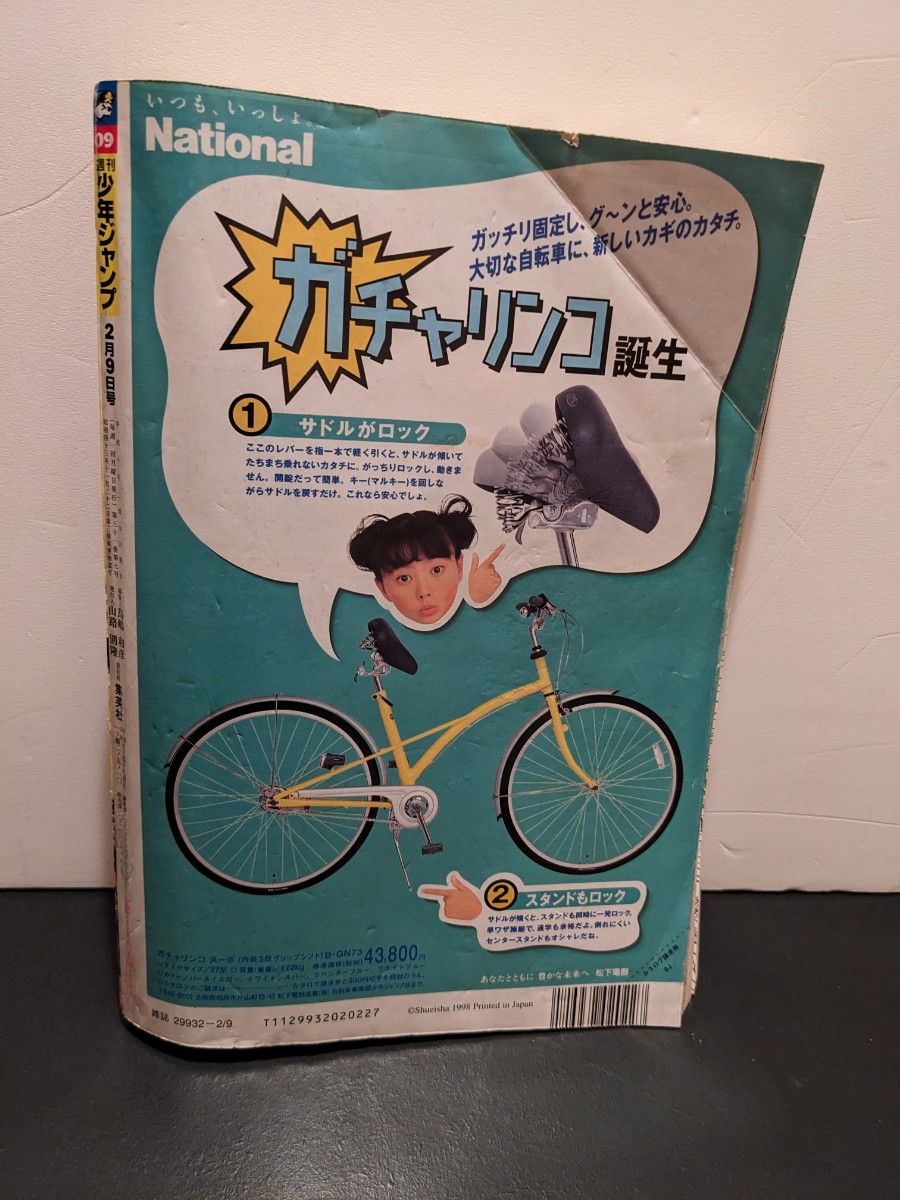 09
週刊
少年ジャンプ
2月9日号
集英社
いつも、いっしょ。
National
ガッチリ固定し、グ〜ンと安心。
大切な自転車に、新しいカギのカタチ。
ガチャリンコ誕生
1 サドルがロック
ここのレバーを指一本で軽く引くと、サドルが傾いて
たちまち乗れないカタチに。がっちりロックし、動きま
せん。開錠だって簡単。キー(マルキー)を回しな
がらサドルを戻すだけ。これなら安心でしょ。
2 スタンドもロック
サドルが傾くと、スタンドも同時に一発ロック。
早ワザ施錠で、通学も余裕だよ。倒れにくい
センタースタンドもオシャレだね。
ガチャリンコ ヌーボ(内装3段グリップシフト)B-GN73 43,800円
あなたとともに 豊かな未来へ 松下電器
雑誌 29932-2/9
T1129932020227
©Shueisha 1998 Printed in Japan